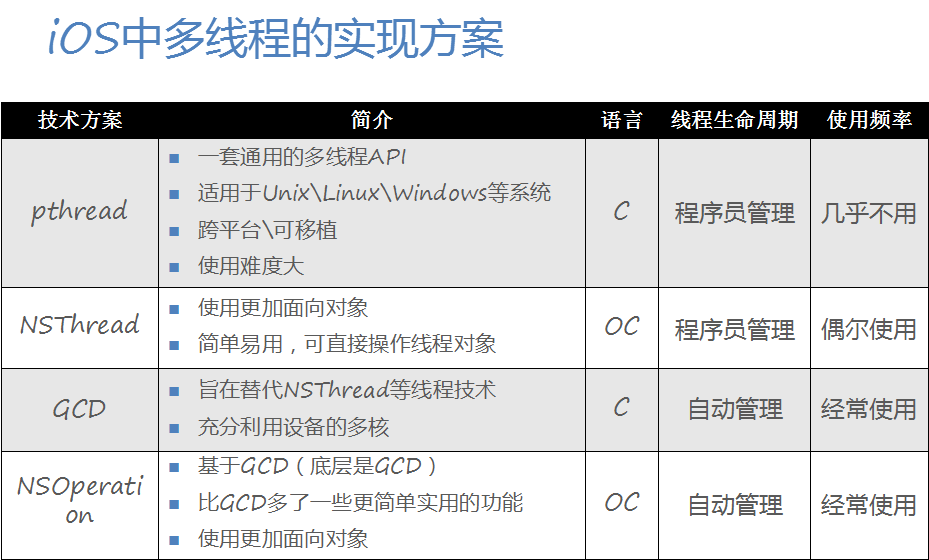 iOS中多线程的实现方案
技术方案 简介 语言 线程生命周期 使用频率
pthread
一套通用的多线程API
适用于Unix\Linux\Windows等系统
跨平台\可移植
使用难度大
C
程序员管理
几乎不用
NSThread
使用更加面向对象
简单易用，可直接操作线程对象
OC
程序员管理
偶尔使用
GCD
旨在替代NSThread等线程技术
充分利用设备的多核
C
自动管理
经常使用
NSOperati
on
基于GCD（底层是GCD）
比GCD多了一些更简单实用的功能
使用更加面向对象
OC
自动管理
经常使用